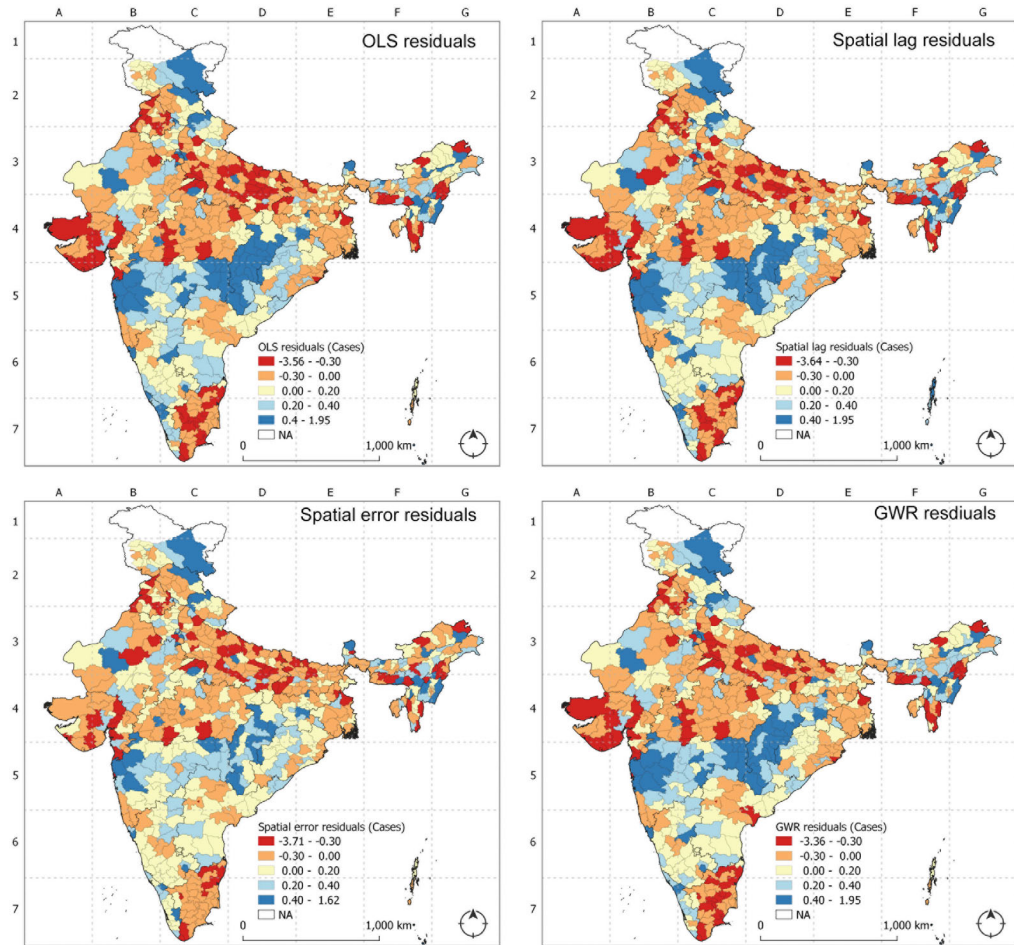 A B C D E F G
1
2
3
4
5
6
7
OLS residuals
OLS residuals (Cases)
-3.56 - -0.30
-0.30 - 0.00
0.00 - 0.20
0.20 - 0.40
0.4 - 1.95
NA
0 1,000 km
A B C D E F G
1
2
3
4
5
6
7
Spatial lag residuals
Spatial lag residuals (Cases)
-3.64 - -0.30
-0.30 - 0.00
0.00 - 0.20
0.20 - 0.40
0.40 - 1.95
NA
0 1,000 km
A B C D E F G
1
2
3
4
5
6
7
Spatial error residuals
Spatial error residuals (Cases)
-3.71 - -0.30
-0.30 - 0.00
0.00 - 0.20
0.20 - 0.40
0.40 - 1.62
NA
0 1,000 km
A B C D E F G
1
2
3
4
5
6
7
GWR resdiuals
GWR residuals (Cases)
-3.36 - -0.30
-0.30 - 0.00
0.00 - 0.20
0.20 - 0.40
0.40 - 1.95
NA
0 1,000 km